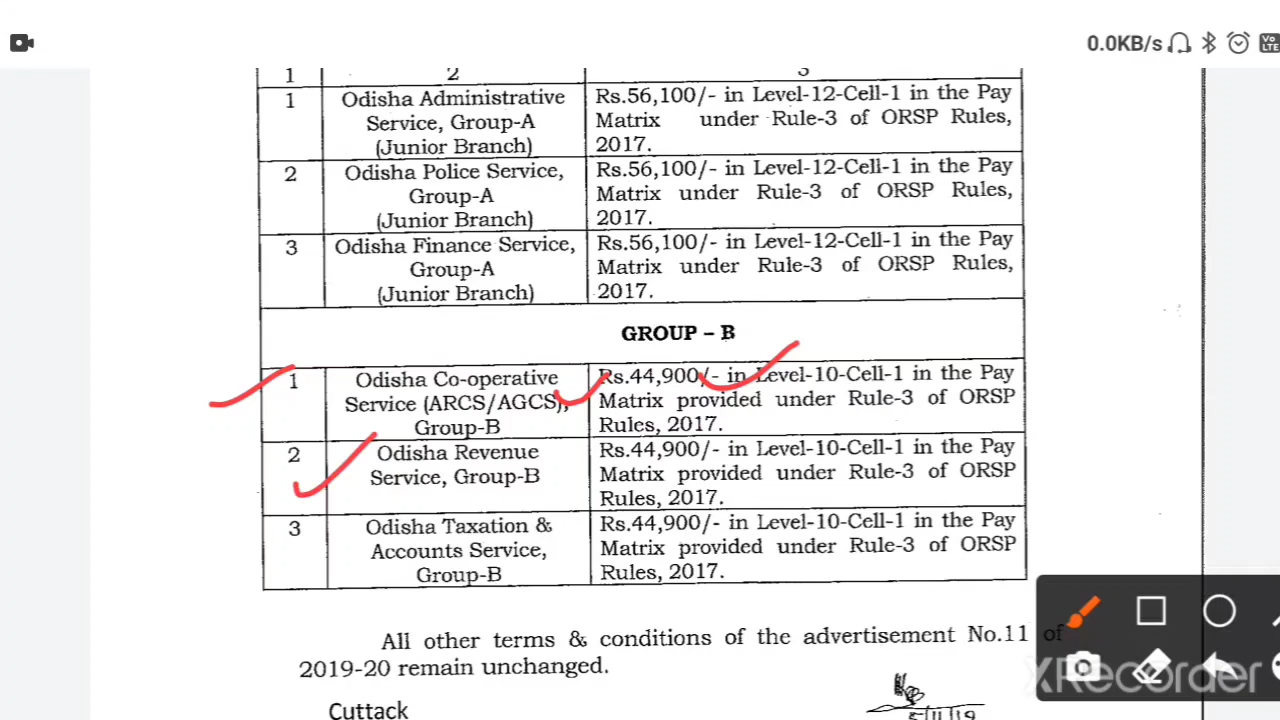 0.0KB/s
Vo LTE
1 2 3
1 Odisha Administrative Service, Group-A (Junior Branch) Rs.56,100/- in Level-12-Cell-1 in the Pay
Matrix under Rule-3 of ORSP Rules,
2017.
2 Odisha Police Service, Group-A (Junior Branch) Rs.56,100/- in Level-12-Cell-1 in the Pay
Matrix under Rule-3 of ORSP Rules,
2017.
3 Odisha Finance Service, Group-A (Junior Branch) Rs.56,100/- in Level-12-Cell-1 in the Pay
Matrix under Rule-3 of ORSP Rules,
2017.
GROUP – B
1 Odisha Co-operative Service (ARCS/AGCS), Group-B Rs.44,900/- in Level-10-Cell-1 in the Pay
Matrix provided under Rule-3 of ORSP
Rules, 2017.
2 Odisha Revenue Service, Group-B Rs.44,900/- in Level-10-Cell-1 in the Pay
Matrix provided under Rule-3 of ORSP
Rules, 2017.
3 Odisha Taxation & Accounts Service, Group-B Rs.44,900/- in Level-10-Cell-1 in the Pay
Matrix provided under Rule-3 of ORSP
Rules, 2017.
All other terms & conditions of the advertisement No.11 of
2019-20 remain unchanged.
Cuttack
5/11/19
XRecorder